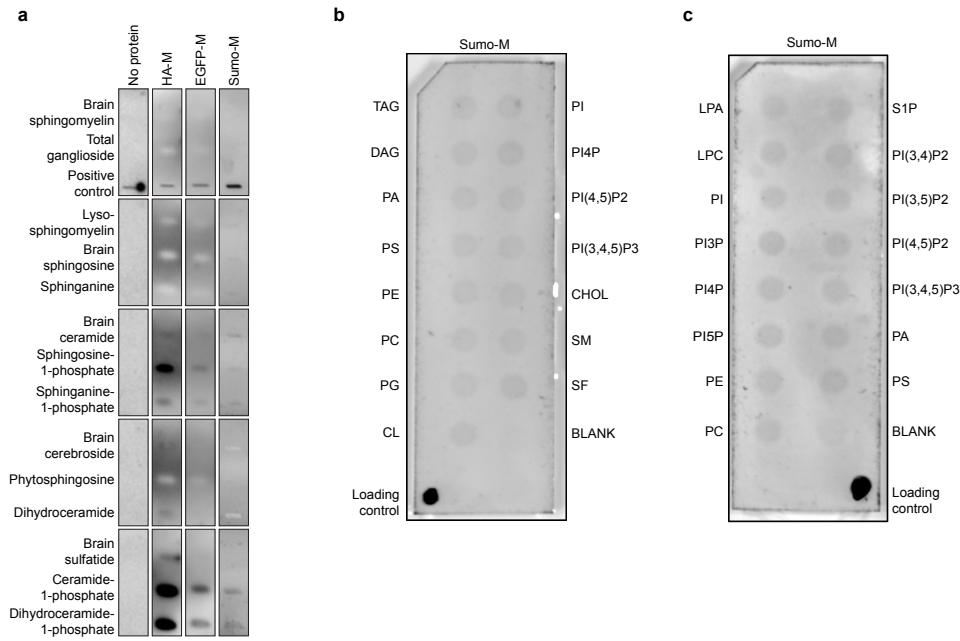 a
No protein
HA-M
EGFP-M
Sumo-M
Brain
sphingomyelin
Total
ganglioside
Positive
control
Lyso-
sphingomyelin
Brain
sphingosine
Sphinganine
Brain
ceramide
Sphingosine-
1-phosphate
Sphinganine-
1-phosphate
Brain
cerebroside
Phytosphingosine
Dihydroceramide
Brain
sulfatide
Ceramide-
1-phosphate
Dihydroceramide-
1-phosphate
b
Sumo-M
TAG
PI
DAG
PI4P
PA
PI(4,5)P2
PS
PI(3,4,5)P3
PE
CHOL
PC
SM
PG
SF
CL
BLANK
Loading
control
c
Sumo-M
LPA
S1P
LPC
PI(3,4)P2
PI
PI(3,5)P2
PI3P
PI(4,5)P2
PI4P
PI(3,4,5)P3
PI5P
PA
PE
PS
PC
BLANK
Loading
control